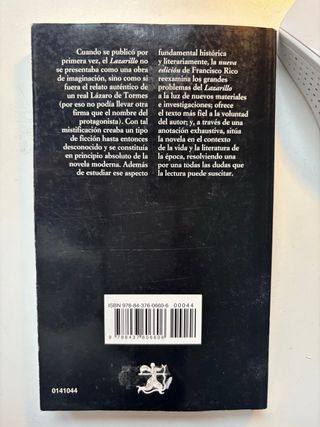 Cuando se publicó por
primera vez, el Lazarillo no
se presentaba como una obra
de imaginación, sino como si
fuera el relato auténtico de
un real Lázaro de Tormes
(por eso no podía llevar otra
firma que el nombre del
protagonista). Con tal
mistificación creaba un tipo
de ficción hasta entonces
desconocido y se constituía
en principio absoluto de la
novela moderna. Además
de estudiar ese aspecto
fundamental histórica
y literariamente, la nueva
edición de Francisco Rico
reexamina los grandes
problemas del Lazarillo
a la luz de nuevos materiales
e investigaciones; ofrece
el texto más fiel a la voluntad
del autor; y, a través de una
anotación exhaustiva, sitúa
la novela en el contexto
de la vida y la literatura de
la época, resolviendo una
por una todas las dudas que
la lectura puede suscitar.
ISBN 978-84-376-0660-6
00044
9 788437 606606
0141044